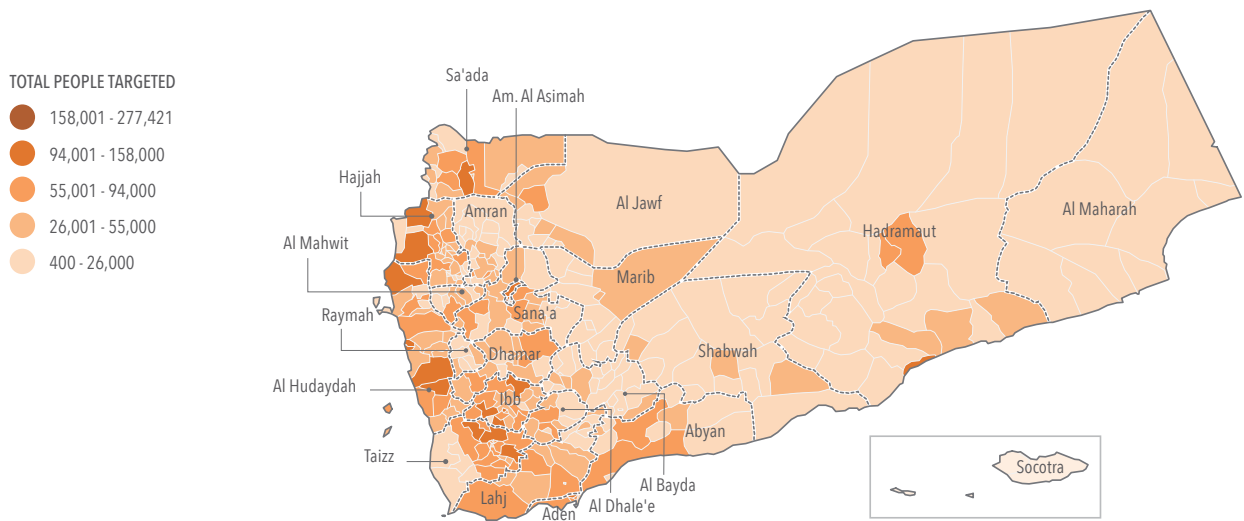 TOTAL PEOPLE TARGETED
158,001 - 277,421
94,001 - 158,000
55,001 - 94,000
26,001 - 55,000
400 - 26,000
Sa'ada
Am. Al Asimah
Hajjah
Amran
Al Jawf
Al Maharah
Hadramaut
Al Mahwit
Marib
Raymah
Sana'a
Dhamar
Shabwah
Al Hudaydah
Ibb
Abyan
Taizz
Socotra
Al Bayda
Lahj
Al Dhale'e
Aden